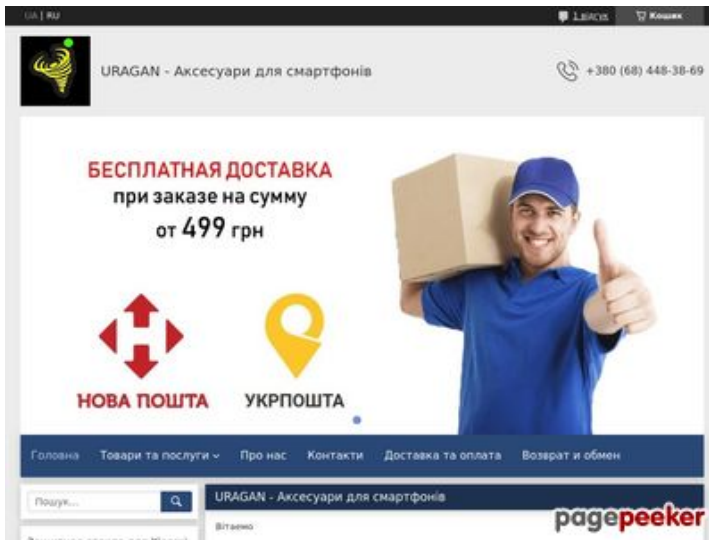 UA | RU
1 відгук
Кошик
URAGAN - Аксесуари для смартфонів
+380 (68) 448-38-69
БЕСПЛАТНАЯ ДОСТАВКА
при заказе на сумму
от 499 грн
НОВА ПОШТА
УКРПОШТА
Головна Товари та послуги Про нас Контакти Доставка та оплата Возврат и обмен
Пошук...
URAGAN - Аксесуари для смартфонів
Вітаємо
pagepeeker